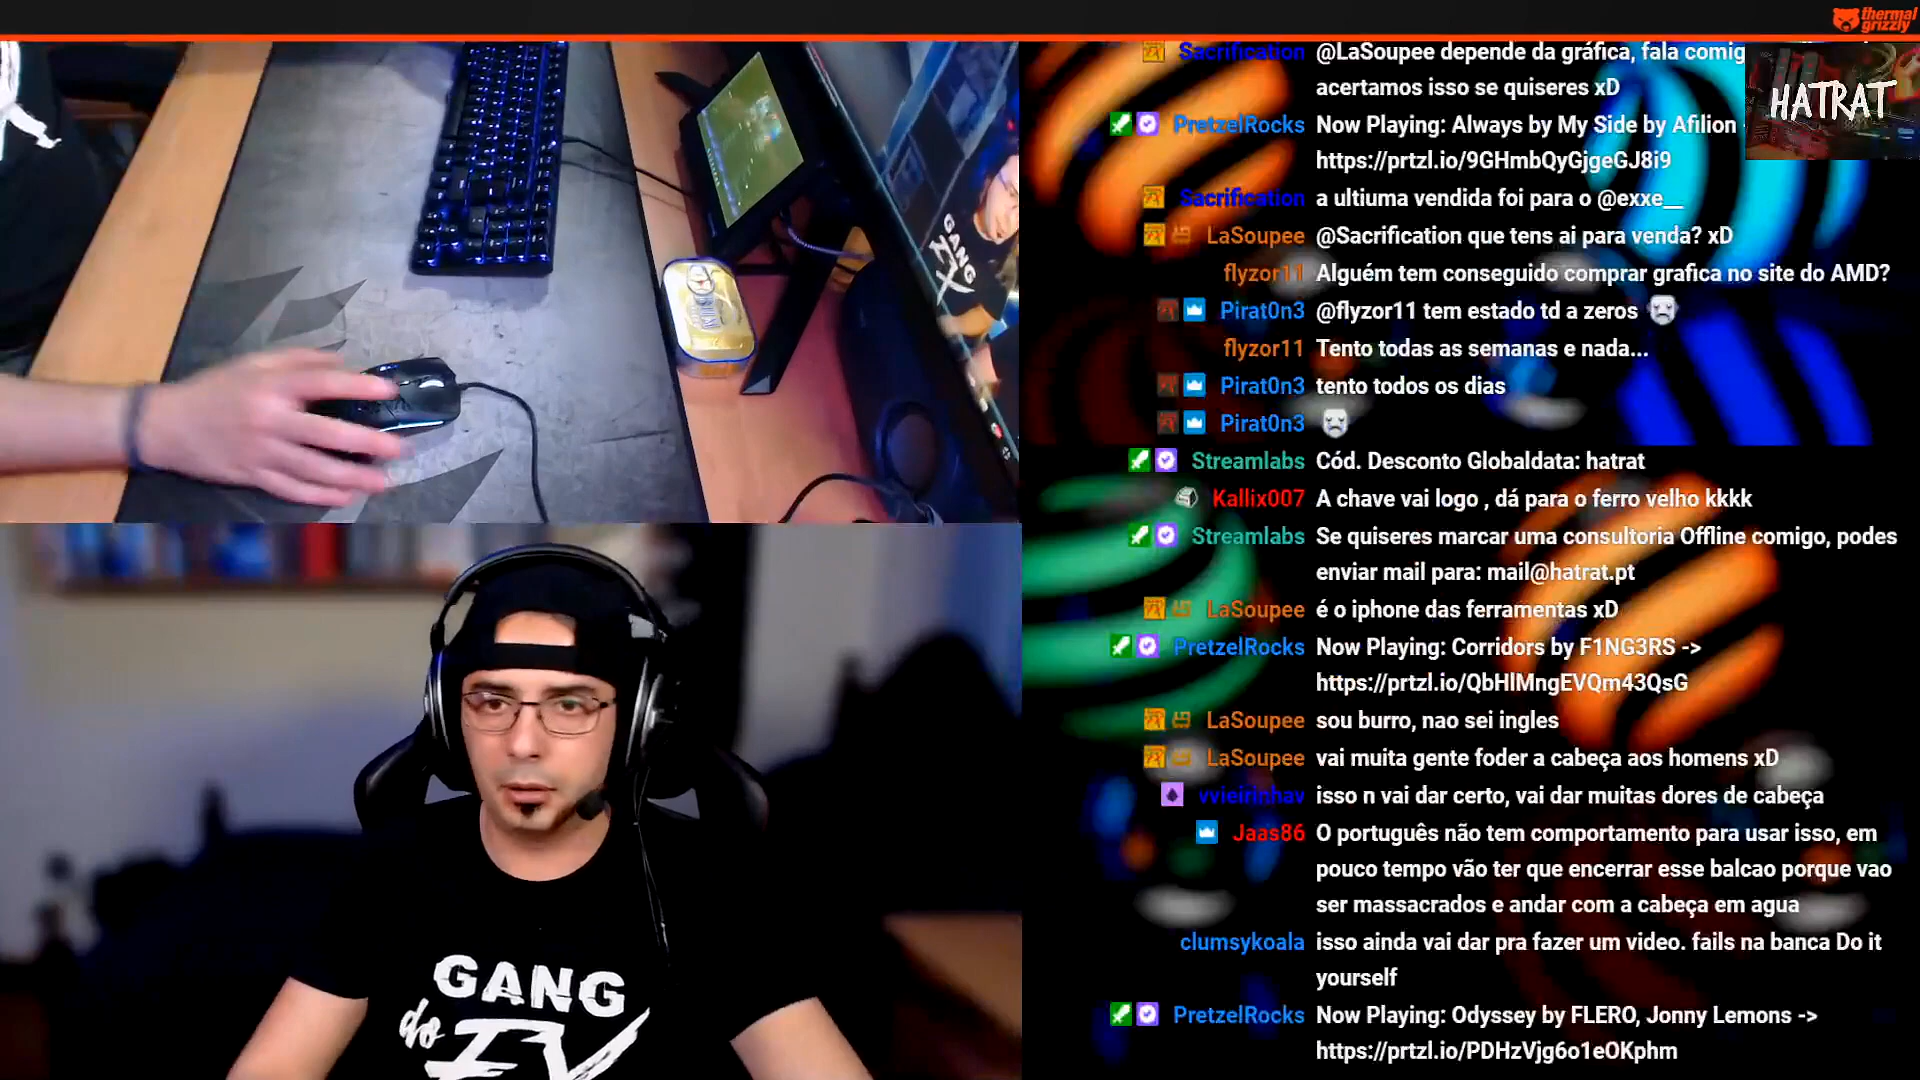 thermal
grizzly
HATRAT
GANG
GANG
do IV
Sacrification @LaSoupee depende da gráfica, fala comig
acertamos isso se quiseres xD
PretzelRocks Now Playing: Always by My Side by Afilion
https://prtzl.io/9GHmbQyGjgeGJ8i9
Sacrification a ultiuma vendida foi para o @exxe__
LaSoupee @Sacrification que tens ai para venda? xD
flyzor11 Alguém tem conseguido comprar grafica no site do AMD?
Pirat0n3 @flyzor11 tem estado td a zeros
flyzor11 Tento todas as semanas e nada...
Pirat0n3 tento todos os dias
Pirat0n3
Streamlabs Cód. Desconto Globaldata: hatrat
Kallix007 A chave vai logo , dá para o ferro velho kkkk
Streamlabs Se quiseres marcar uma consultoria Offline comigo, podes
enviar mail para: mail@hatrat.pt
LaSoupee é o iphone das ferramentas xD
PretzelRocks Now Playing: Corridors by F1NG3RS ->
https://prtzl.io/QbHlMngEVQm43QsG
LaSoupee sou burro, nao sei ingles
LaSoupee vai muita gente foder a cabeça aos homens xD
vvieirinhav isso n vai dar certo, vai dar muitas dores de cabeça
Jaas86 O português não tem comportamento para usar isso, em
pouco tempo vão ter que encerrar esse balcao porque vao
ser massacrados e andar com a cabeça em agua
clumsykoala isso ainda vai dar pra fazer um video. fails na banca Do it
yourself
PretzelRocks Now Playing: Odyssey by FLERO, Jonny Lemons ->
https://prtzl.io/PDHzVjg6o1eOKphm